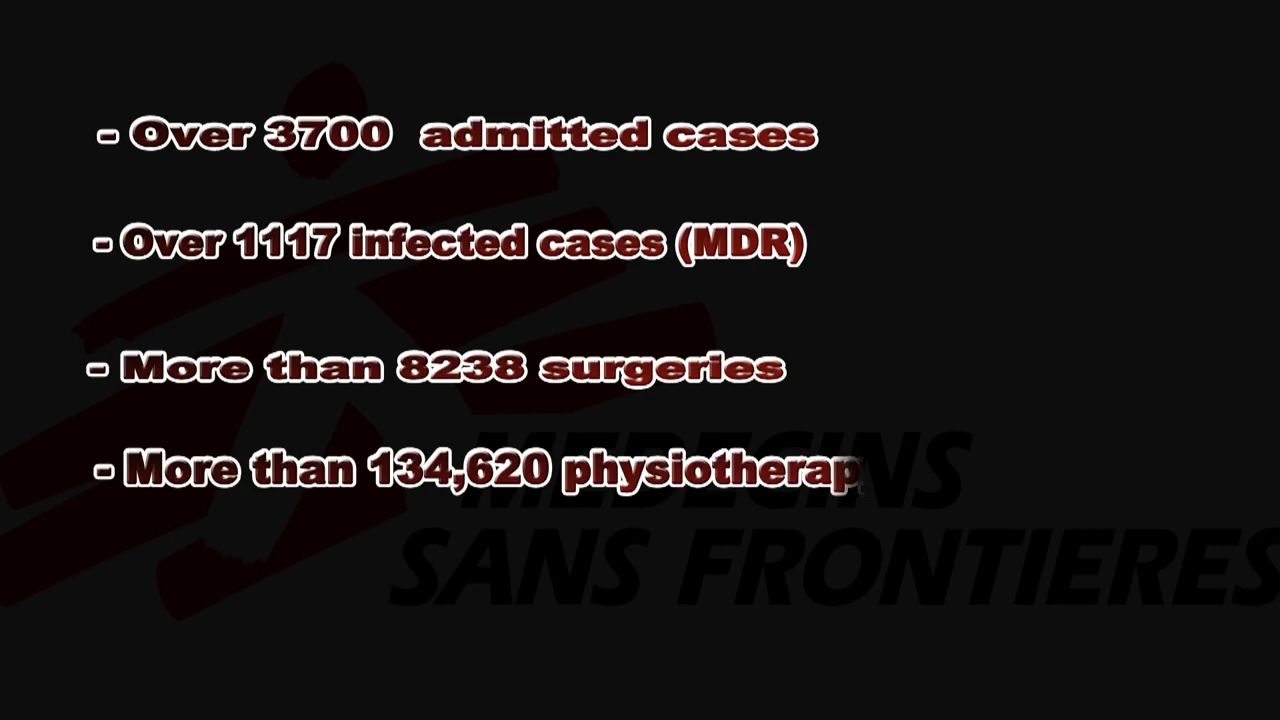 - Over 3700 admitted cases
- Over 1117 infected cases (MDR)
- More than 8238 surgeries
- More than 134,620 physiotherap
MEDECINS
SANS FRONTIERES